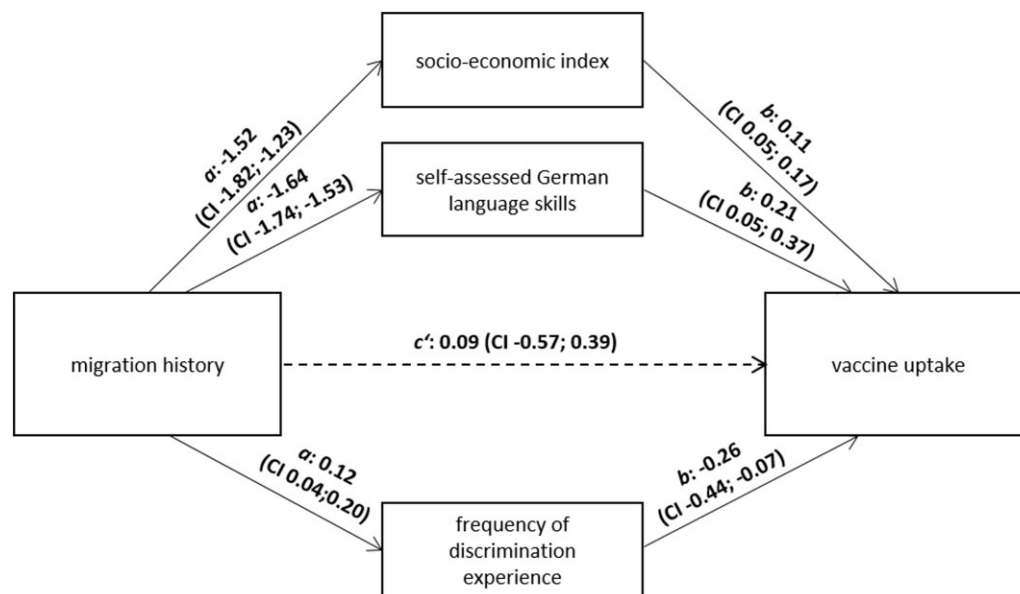 socio-economic index
a: -1.52
(CI -1.82; -1.23)
b: 0.11
(CI 0.05; 0.17)
self-assessed German
language skills
a: -1.64
(CI -1.74; -1.53)
b: 0.21
(CI 0.05; 0.37)
migration history
c‘: 0.09 (CI -0.57; 0.39)
vaccine uptake
a: 0.12
(CI 0.04;0.20)
b: -0.26
(CI -0.44; -0.07)
frequency of
discrimination
experience